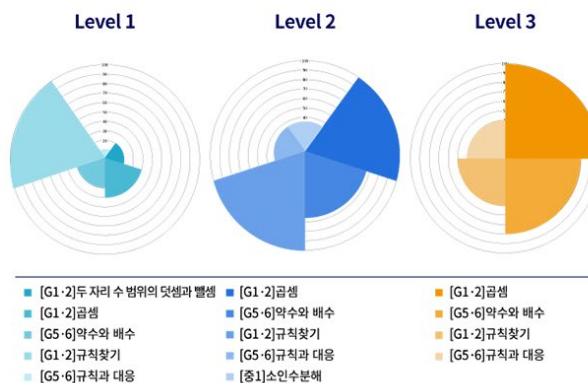 Level 1
Level 2
Level 3
[G1·2]두 자리 수 범위의 덧셈과 뺄셈
[G1·2]곱셈
[G5·6]약수와 배수
[G1·2]규칙찾기
[G5·6]규칙과 대응
[G1·2]곱셈
[G5·6]약수와 배수
[G1·2]규칙찾기
[G5·6]규칙과 대응
[중1]소인수분해
[G1·2]곱셈
[G5·6]약수와 배수
[G1·2]규칙찾기
[G5·6]규칙과 대응